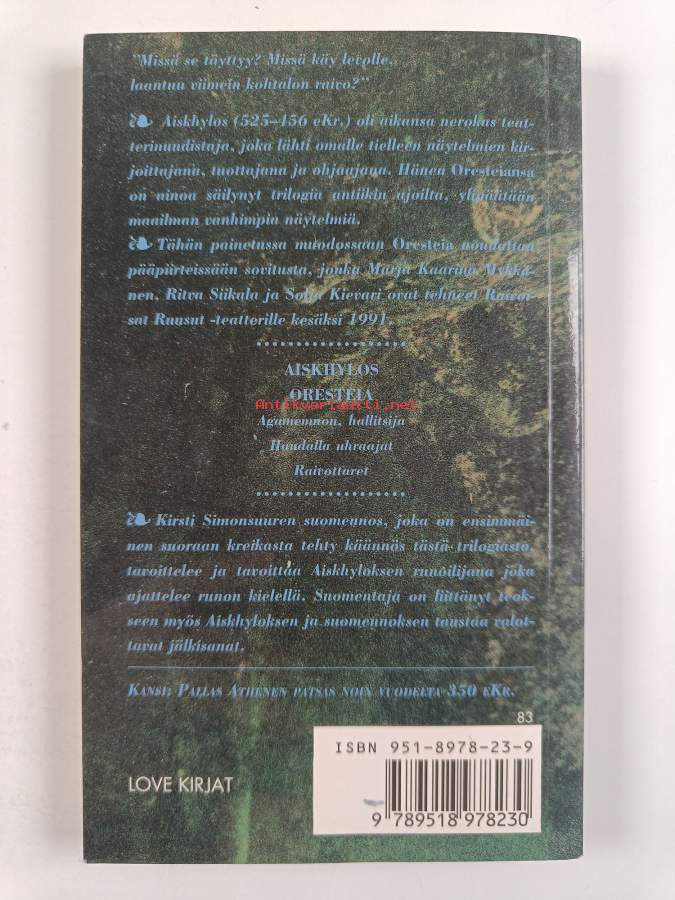 "Missä se täyttyy? Missä käy levolle,
laantuu viimein kohtalon raivo?"
Aiskhylos (525–456 eKr.) oli aikansa nerokas teat-
terinuudistaja, joka lähti omalle tielleen näytelmien kir-
joittajana, tuottajana ja ohjaajana. Hänen Oresteiansa
on ainoa säilynyt trilogia antiikin ajoilta, ylipäätään
maailman vanhimpia näytelmiä.
Tähän painetussa muodossaan Oresteia noudattaa
pääpiirteissään sovitusta, jonka Marja Kaarina Mykkä-
nen, Ritva Siikala ja Sotja Kievari ovat tehneet Raivoi-
sat Ruusut -teatterille kesäksi 1991.
AISKHYLOS
ORESTEIA
Antikvariaatti.net
Agamemnon, hallitsija
Haudalla uhraajat
Raivottaret
Kirsti Simonsuuren suomennos, joka on ensimmäi-
nen suoraan kreikasta tehty käännös tästä trilogiasta,
tavoittelee ja tavoittaa Aiskhyloksen runoilijana joka
ajattelee runon kielellä. Suomentaja on liittänyt teok-
seen myös Aiskhyloksen ja suomennoksen taustaa valot-
tavat jälkisanat.
KANSI: PALLAS ATHENEN PATSAS NOIN VUODELTA 350 EKR.
83
ISBN 951-8978-23-9
LOVE KIRJAT
9 789518 978230